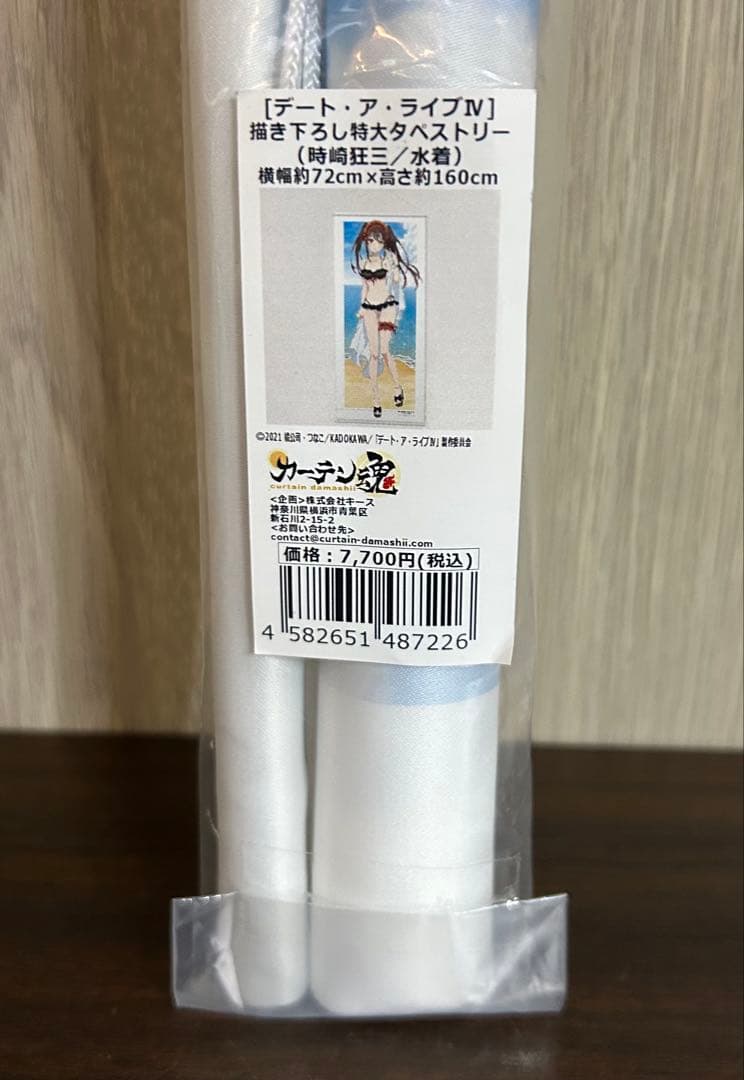 [デート・ア・ライブⅣ]
描き下ろし特大タペストリー
(時崎狂三／水着)
横幅約72cm×高さ約160cm
©2021 橘公司・つなこ/KADOKAWA/「デート・ア・ライブⅣ」製作委員会
カーテン魂
curtain damashii
<企画>株式会社キース
神奈川県横浜市青葉区
新石川2-15-2
<お問い合わせ先>
contact@curtain-damashii.com
価格：7,700円(税込)
4 582651 487226